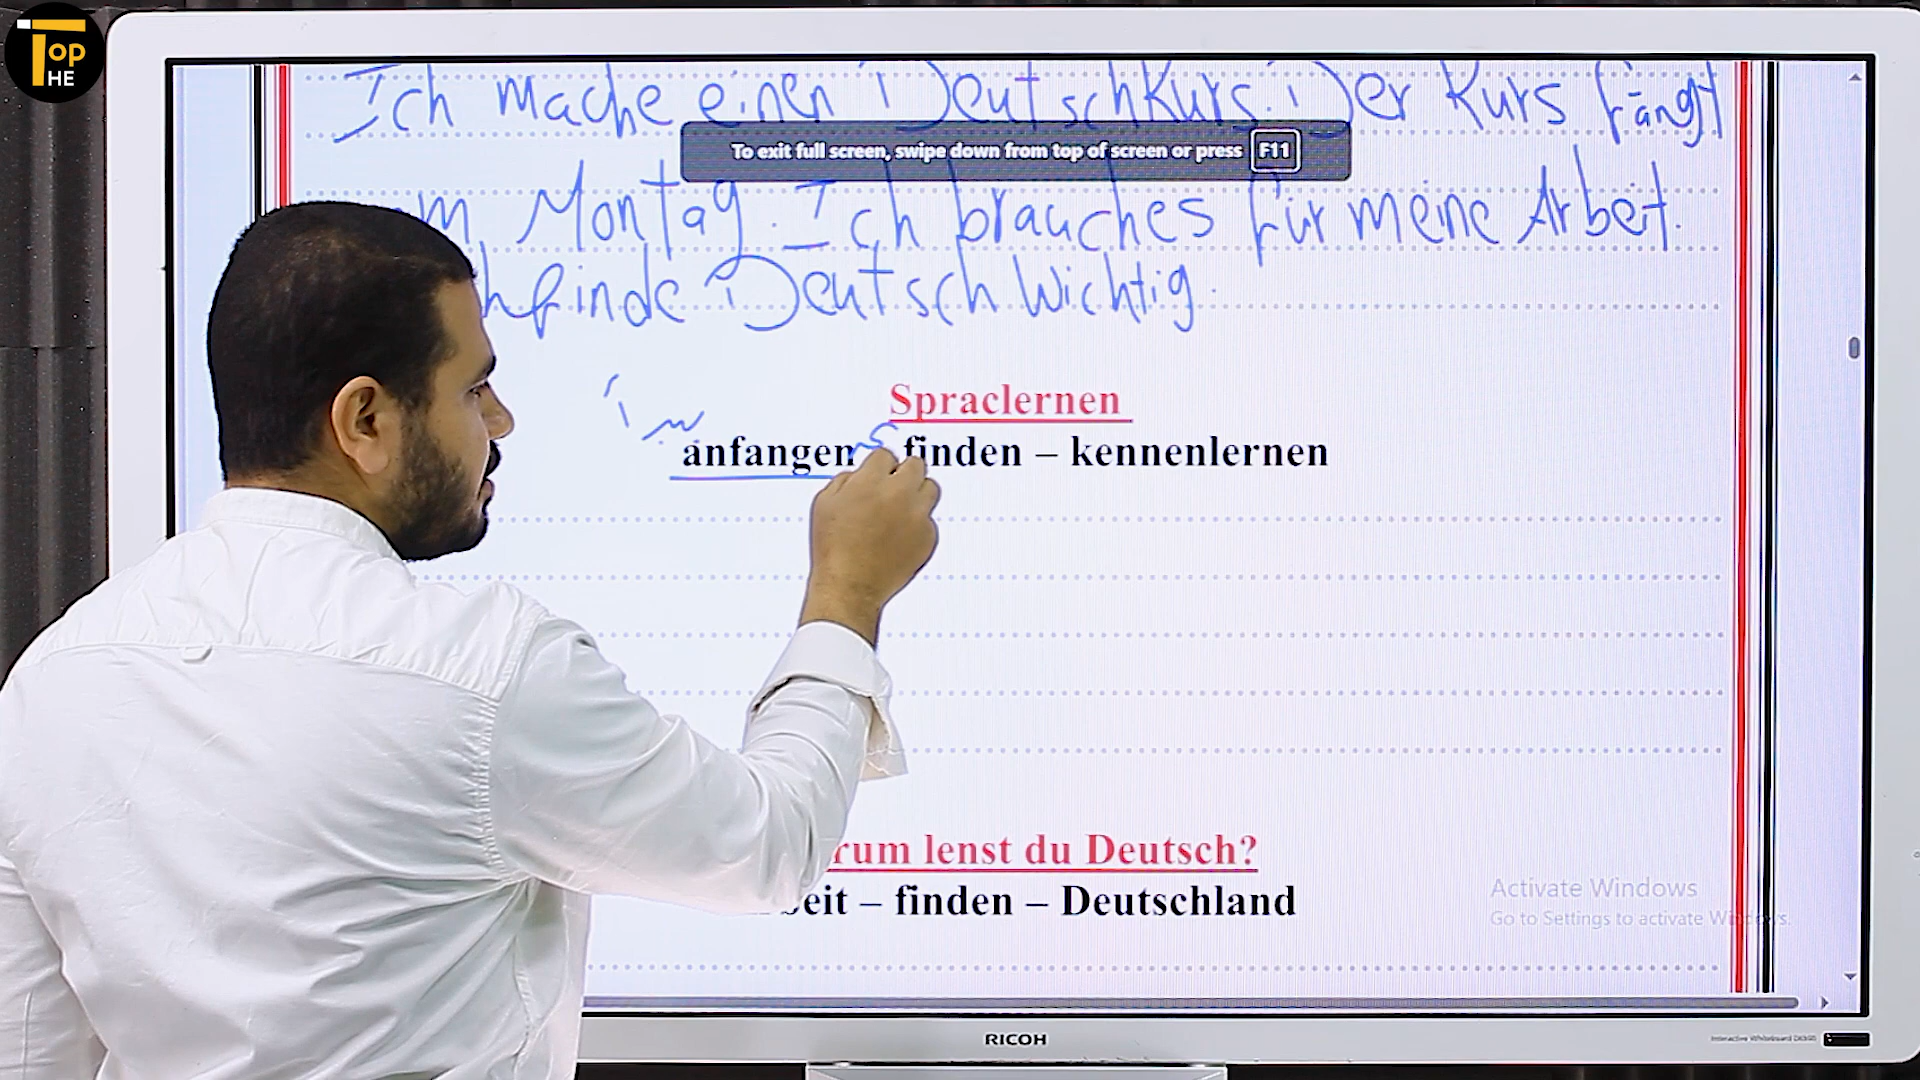 TOP
THE
Ich mache einen Deutschkurs. Der Kurs fängt
To exit full screen, swipe down from top of screen or press F11
m Montag. Ich brauches für meine Arbeit.
h finde Deutsch wichtig.
Spraclernen
anfangen finden – kennenlernen
rum lenst du Deutsch?
beit – finden – Deutschland
Activate Windows
Go to Settings to activate Windows.
RICOH